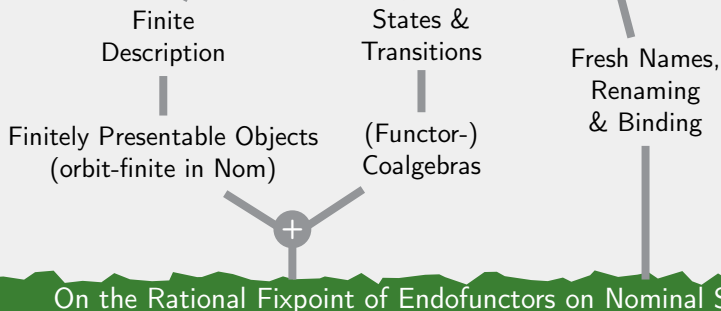 Finite
Description
States &
Transitions
Fresh Names,
Renaming
& Binding
Finitely Presentable Objects
(orbit-finite in Nom)
(Functor-)
Coalgebras
+
On the Rational Fixpoint of Endofunctors on Nominal S